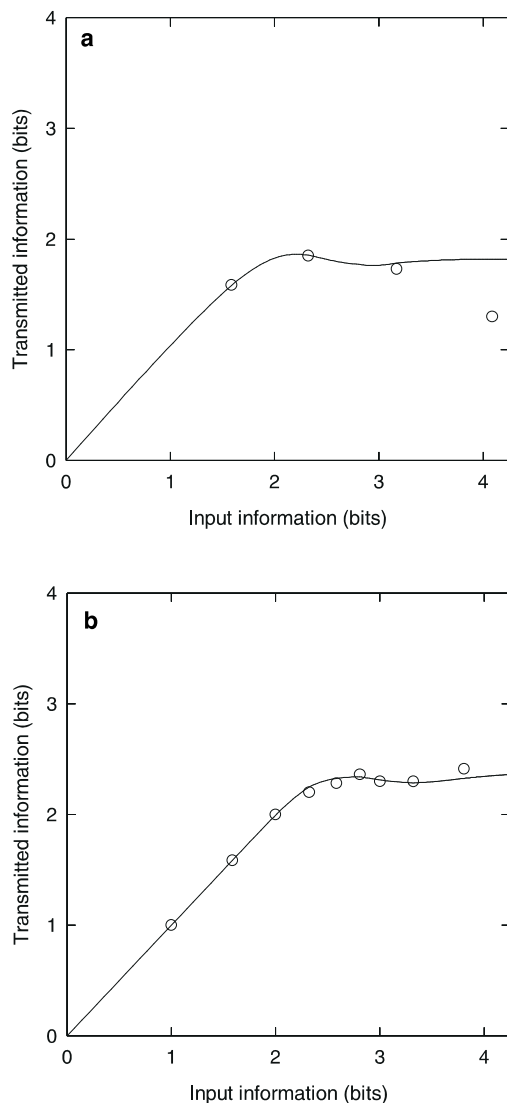 a
4
3
2
1
0
Transmitted information (bits)
0 1 2 3 4
Input information (bits)
b
4
3
2
1
0
Transmitted information (bits)
0 1 2 3 4
Input information (bits)